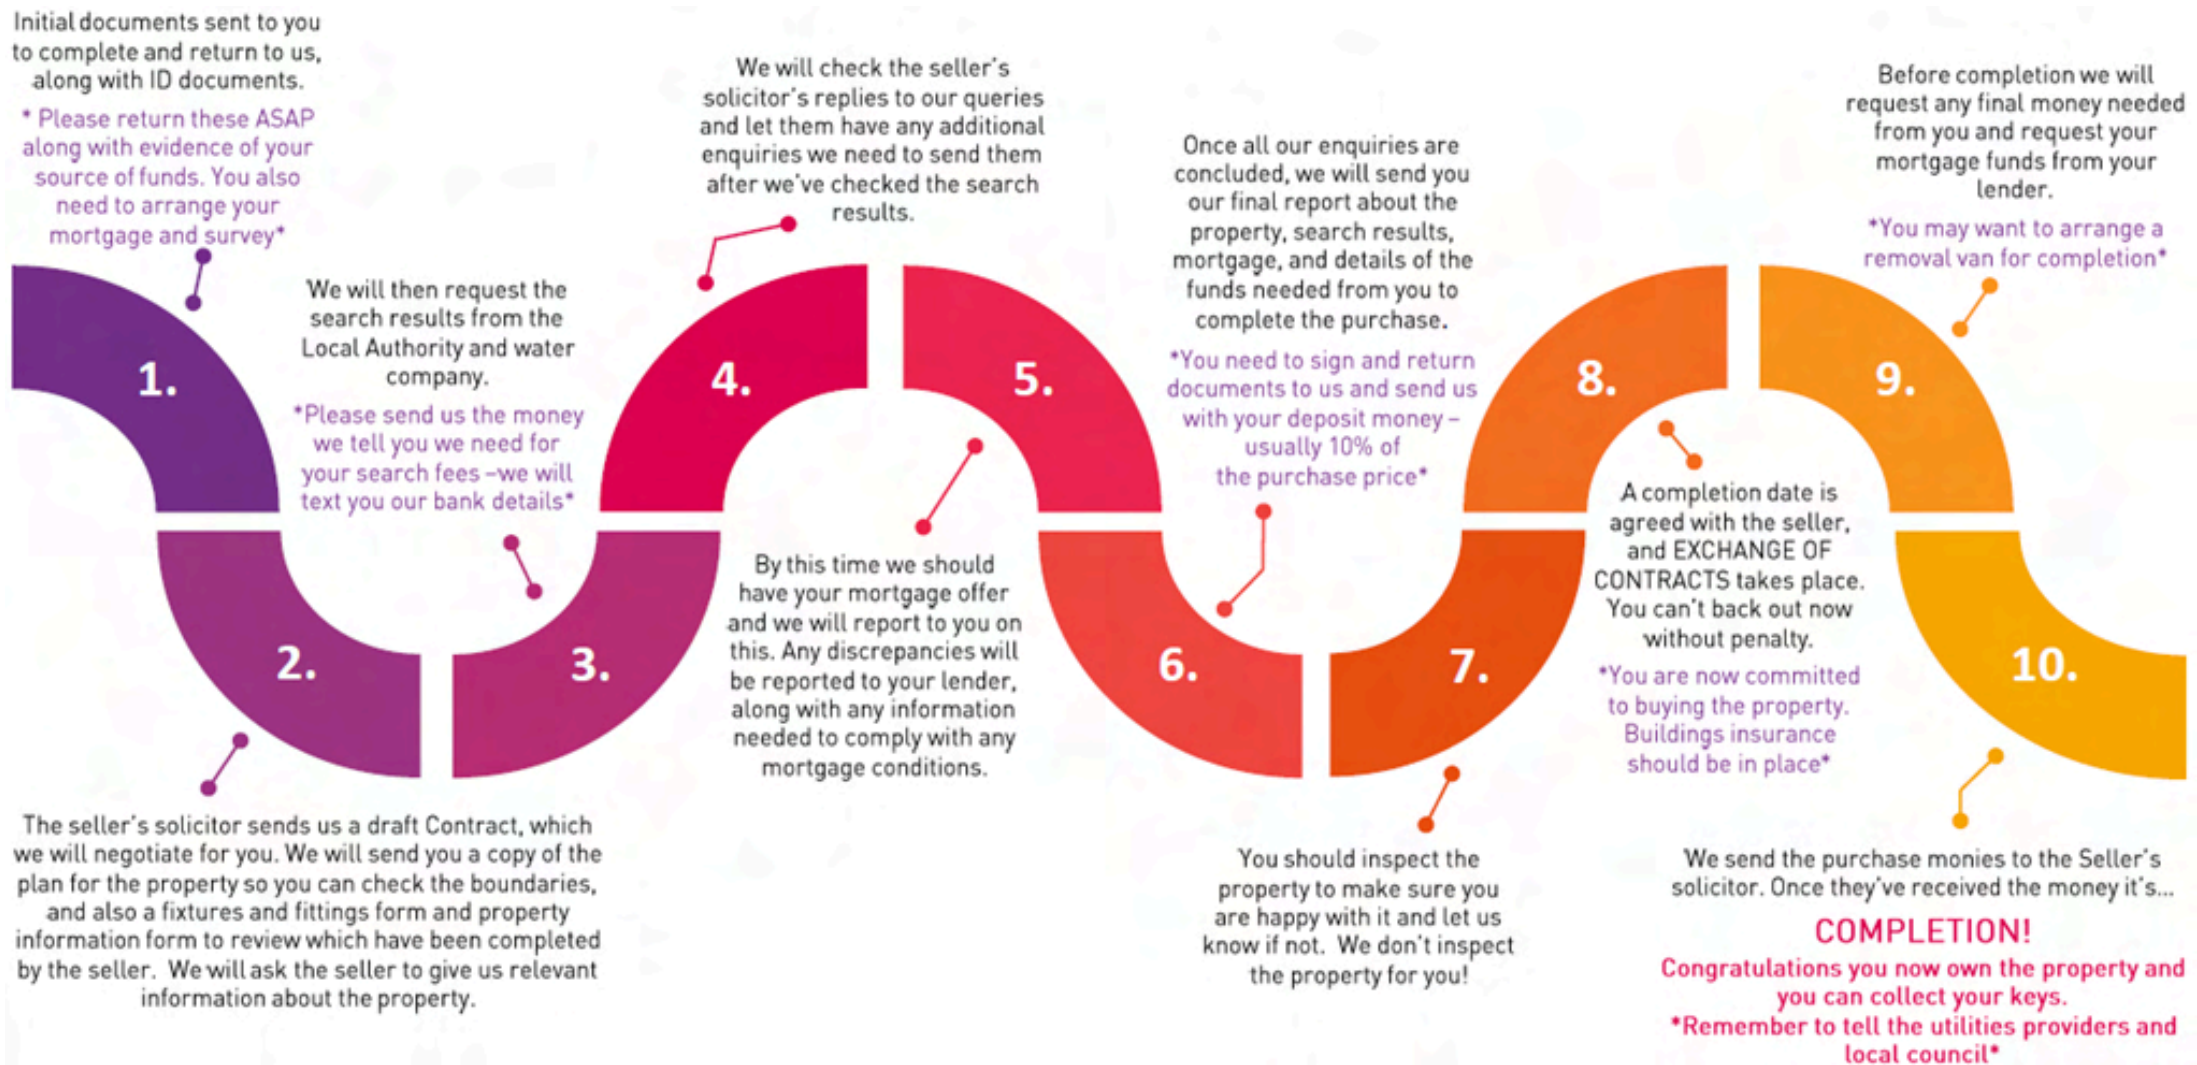 Initial documents sent to you
to complete and return to us,
along with ID documents.
* Please return these ASAP
along with evidence of your
source of funds. You also
need to arrange your
mortgage and survey*
1.
The seller's solicitor sends us a draft Contract, which
we will negotiate for you. We will send you a copy of the
plan for the property so you can check the boundaries,
and also a fixtures and fittings form and property
information form to review which have been completed
by the seller. We will ask the seller to give us relevant
information about the property.
2.
We will then request the
search results from the
Local Authority and water
company.
*Please send us the money
we tell you we need for
your search fees –we will
text you our bank details*
3.
We will check the seller's
solicitor's replies to our queries
and let them have any additional
enquiries we need to send them
after we've checked the search
results.
4.
5.
By this time we should
have your mortgage offer
and we will report to you on
this. Any discrepancies will
be reported to your lender,
along with any information
needed to comply with any
mortgage conditions.
Once all our enquiries are
concluded, we will send you
our final report about the
property, search results,
mortgage, and details of the
funds needed from you to
complete the purchase.
*You need to sign and return
documents to us and send us
with your deposit money –
usually 10% of
the purchase price*
6.
7.
You should inspect the
property to make sure you
are happy with it and let us
know if not. We don't inspect
the property for you!
8.
A completion date is
agreed with the seller,
and EXCHANGE OF
CONTRACTS takes place.
You can't back out now
without penalty.
*You are now committed
to buying the property.
Buildings insurance
should be in place*
Before completion we will
request any final money needed
from you and request your
mortgage funds from your
lender.
*You may want to arrange a
removal van for completion*
9.
10.
We send the purchase monies to the Seller's
solicitor. Once they've received the money it's...
COMPLETION!
Congratulations you now own the property and
you can collect your keys.
*Remember to tell the utilities providers and
local council*